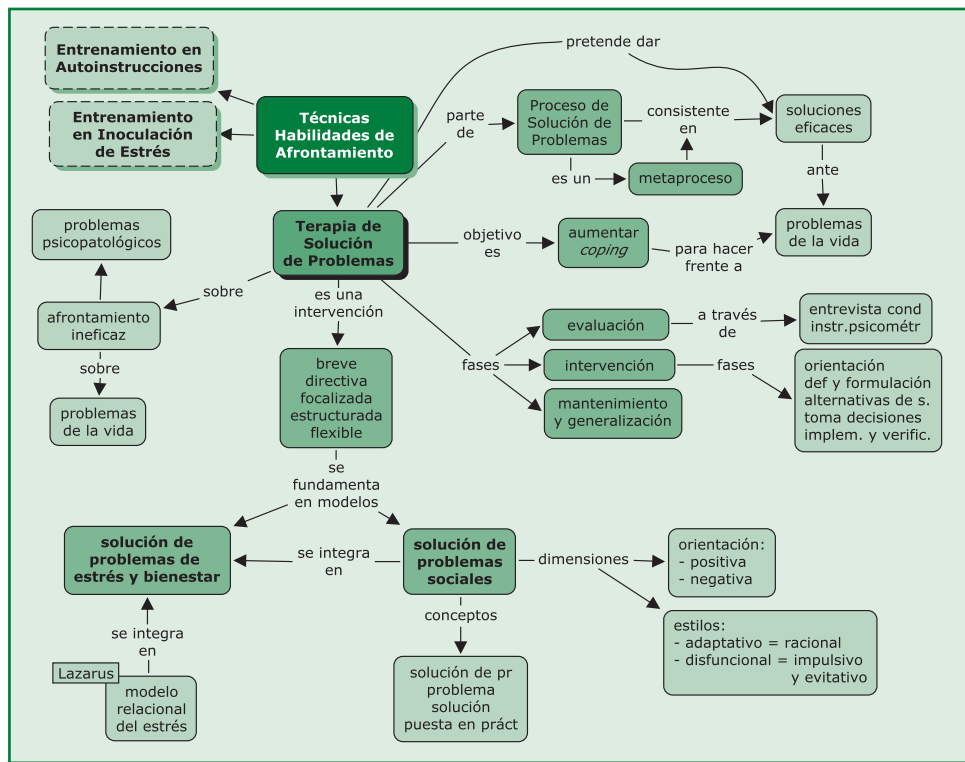 Entrenamiento en
Autoinstrucciones
Entrenamiento
en Inoculación
de Estrés
Técnicas
Habilidades de
Afrontamiento
pretende dar
parte
de
Proceso de
Solución de
Problemas
consistente
en
soluciones
eficaces
es un
metaproceso
ante
problemas
psicopatológicos
Terapia de
Solución
de Problemas
objetivo
es
aumentar
coping
para hacer
frente a
problemas
de la vida
sobre
afrontamiento
ineficaz
es una
intervención
sobre
problemas
de la vida
breve
directiva
focalizada
estructurada
flexible
fases
evaluación
a través
de
entrevista cond
instr.psicométr
intervención
fases
orientación
def y formulación
alternativas de s.
toma decisiones
implem. y verific.
mantenimiento
y generalización
se
fundamenta
en modelos
solución de
problemas de
estrés y bienestar
se integra
en
solución de
problemas
sociales
dimensiones
orientación:
- positiva
- negativa
estilos:
- adaptativo = racional
- disfuncional = impulsivo
y evitativo
conceptos
solución de pr
problema
solución
puesta en práct
se integra
en
Lazarus
modelo
relacional
del estrés